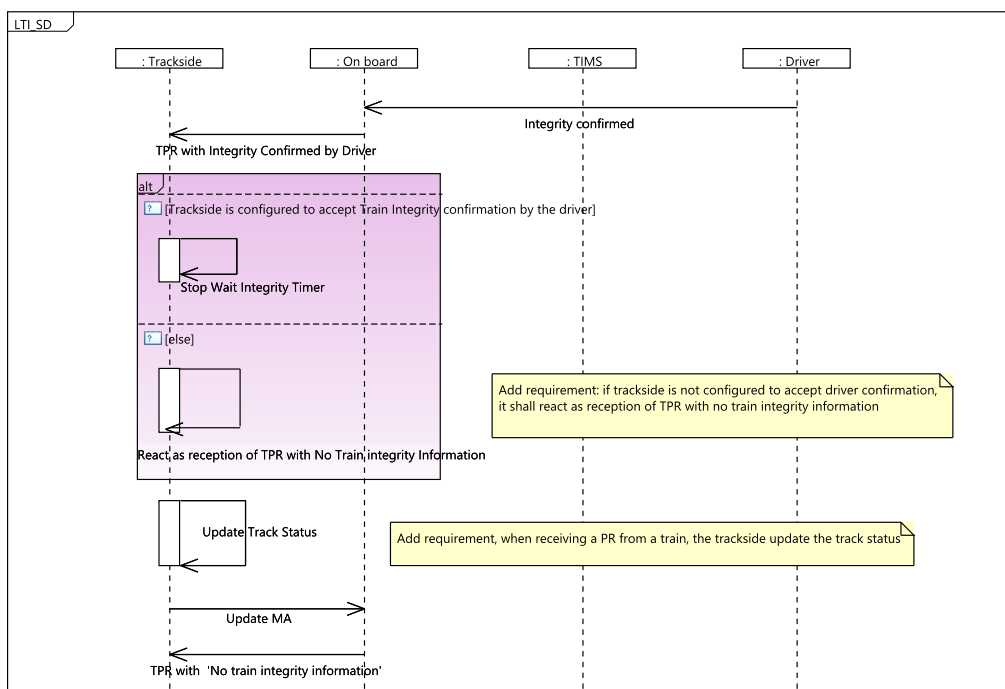 LTI_SD
: Trackside
: On board
: TIMS
: Driver
Integrity confirmed
TPR with Integrity Confirmed by Driver
alt
? [Trackside is configured to accept Train Integrity confirmation by the driver]
Stop Wait Integrity Timer
? [else]
Add requirement: if trackside is not configured to accept driver confirmation,
it shall react as reception of TPR with no train integrity information
React as reception of TPR with No Train integrity Information
Update Track Status
Add requirement, when receiving a PR from a train, the trackside update the track status
Update MA
TPR with 'No train integrity information'